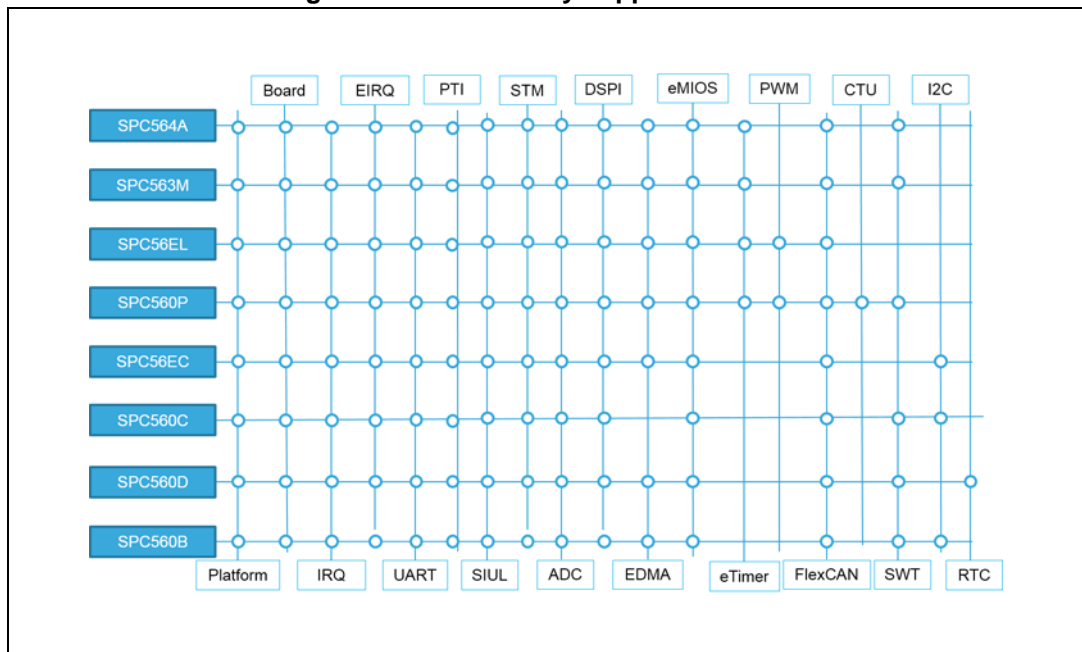 Board EIRQ PTI STM DSPI eMIOS PWM CTU I2C
SPC564A
SPC563M
SPC56EL
SPC560P
SPC56EC
SPC560C
SPC560D
SPC560B
Platform IRQ UART SIUL ADC EDMA eTimer FlexCAN SWT RTC